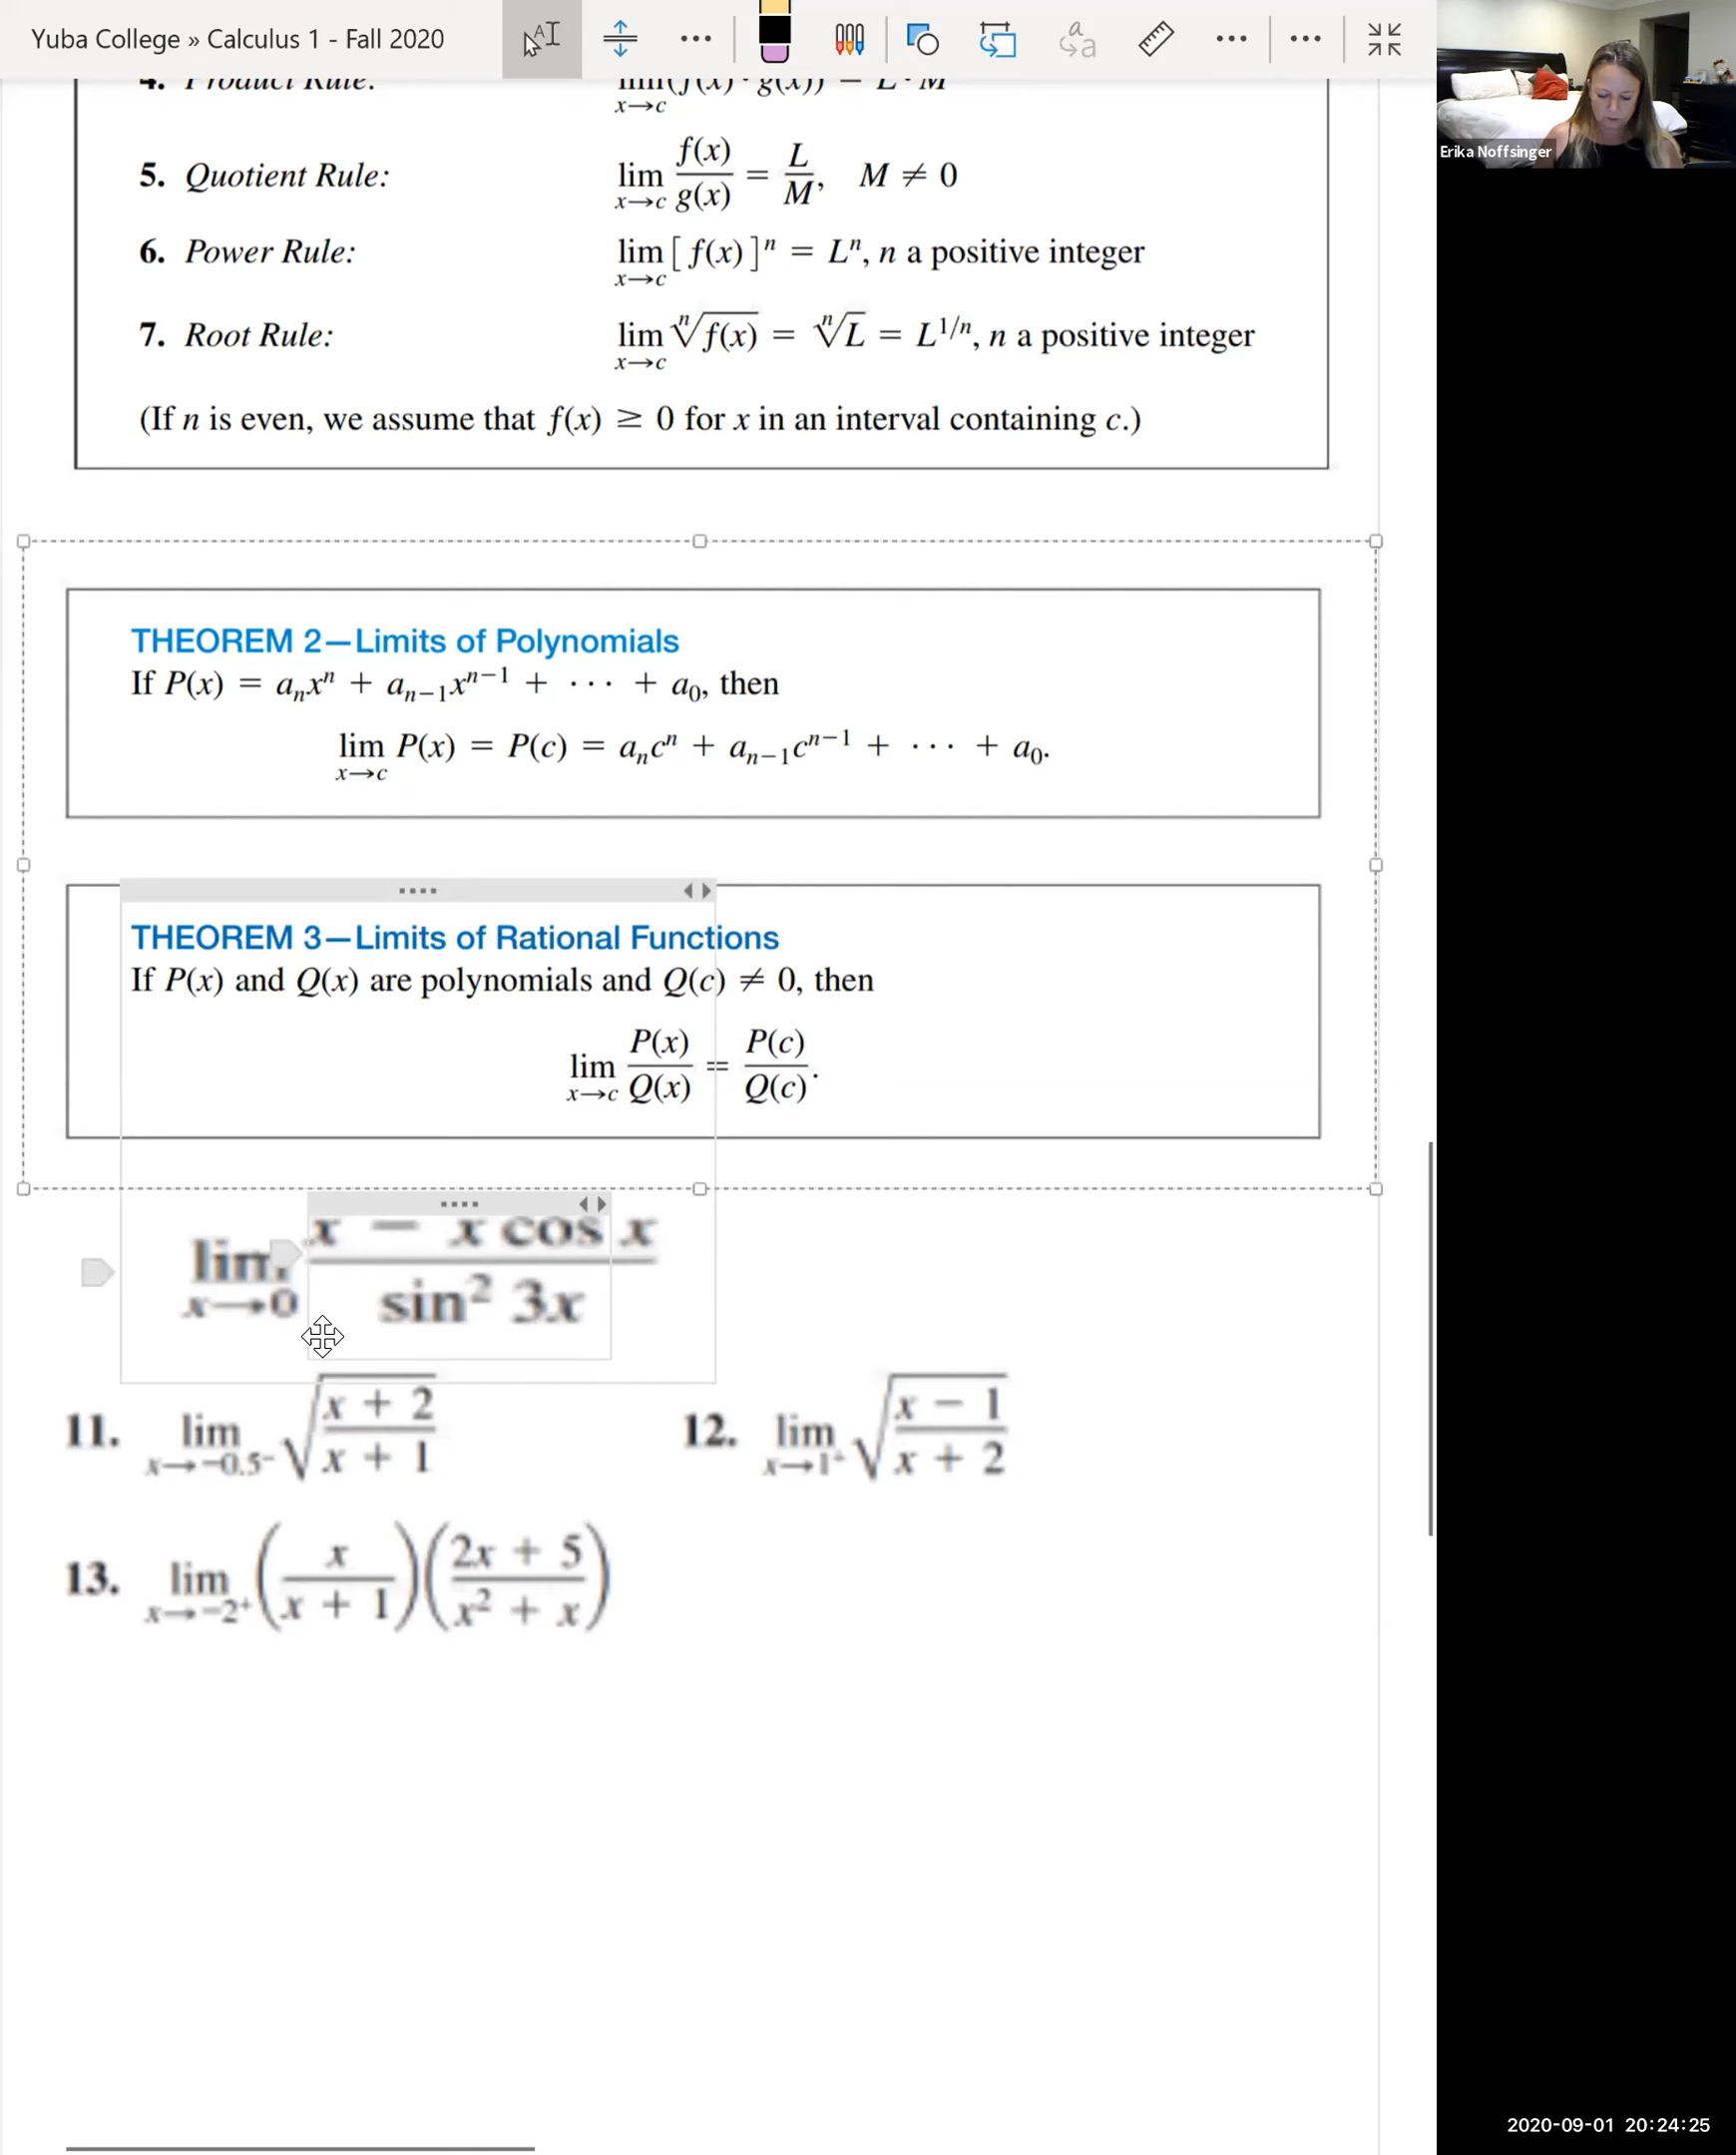 Yuba College » Calculus 1 - Fall 2020
Erika Noffsinger
4. Product Rule: lim x→c (f(x) · g(x)) = L · M
5. Quotient Rule: lim x→c f(x)/g(x) = L/M, M ≠ 0
6. Power Rule: lim x→c [f(x)]ⁿ = Lⁿ, n a positive integer
7. Root Rule: lim x→c ⁿ√f(x) = ⁿ√L = L^{1/n}, n a positive integer
(If n is even, we assume that f(x) ≥ 0 for x in an interval containing c.)
THEOREM 2—Limits of Polynomials
If P(x) = aₙxⁿ + aₙ₋₁xⁿ⁻¹ + ··· + a₀, then
lim x→c P(x) = P(c) = aₙcⁿ + aₙ₋₁cⁿ⁻¹ + ··· + a₀.
THEOREM 3—Limits of Rational Functions
If P(x) and Q(x) are polynomials and Q(c) ≠ 0, then
lim x→c P(x)/Q(x) = P(c)/Q(c).
lim x→0 (x − x cos x)/(sin² 3x)
11. lim x→−0.5⁻ √((x + 2)/(x + 1)) 12. lim x→1⁺ √((x − 1)/(x + 2))
13. lim x→−2⁺ (x/(x + 1))((2x + 5)/(x² + x))
2020-09-01 20:24:25